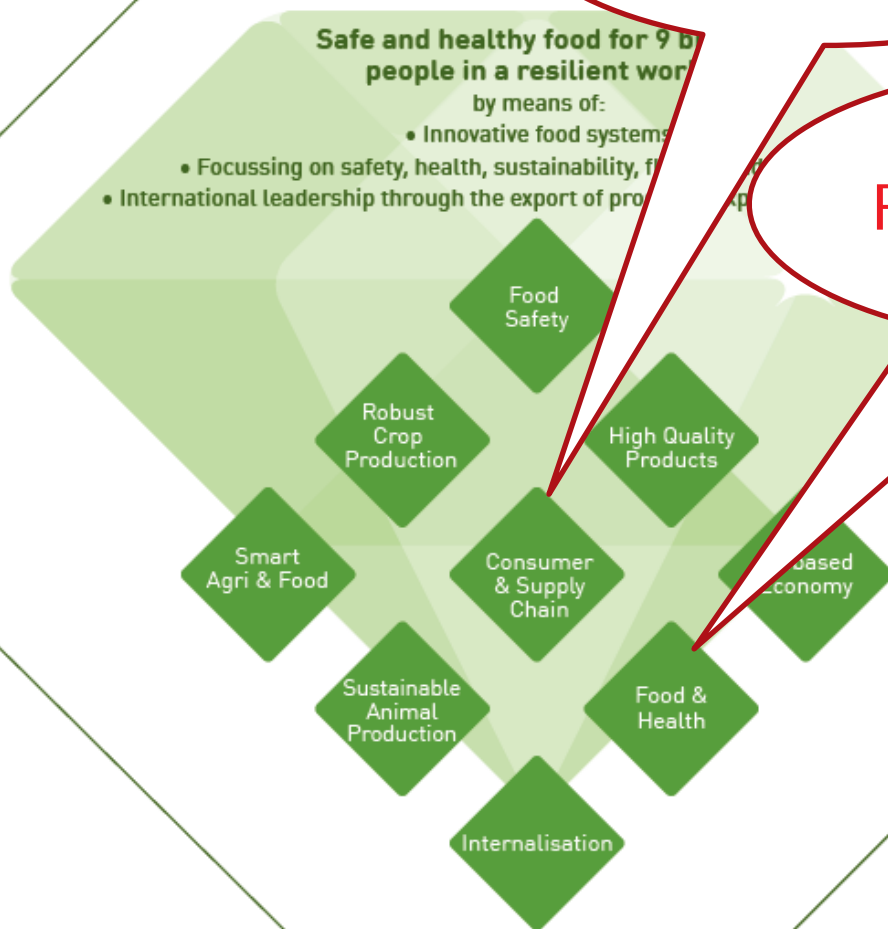 Safe and healthy food for 9 b
people in a resilient wor
by means of:
• Innovative food systems
• Focussing on safety, health, sustainability, f
• International leadership through the export of pro xp
Food
Safety
Robust
Crop
Production
High Quality
Products
Smart
Agri & Food
Consumer
& Supply
Chain
based
Economy
Sustainable
Animal
Production
Food &
Health
Internalisation